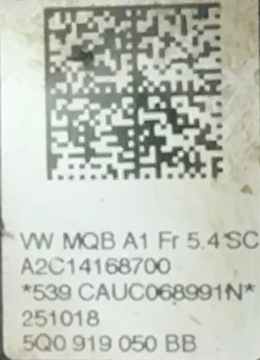 VW MQB A1 Fr 5.4 SC
A2C14168700
*539 CAUC068991N*
251018
5Q0 919 050 BB